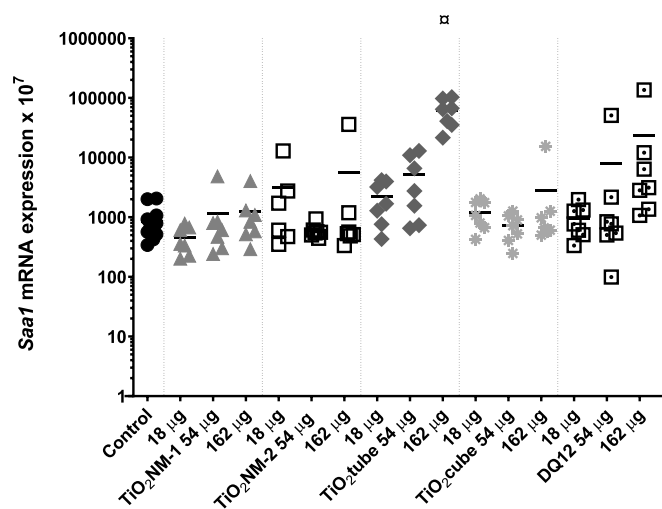 ¤
1000000
100000
10000
1000
100
10
1
Saa1 mRNA expression x 10⁷
Control
18 µg
TiO₂NM-1 54 µg
162 µg
18 µg
TiO₂NM-2 54 µg
162 µg
18 µg
TiO₂tube 54 µg
162 µg
18 µg
TiO₂cube 54 µg
162 µg
18 µg
DQ12 54 µg
162 µg